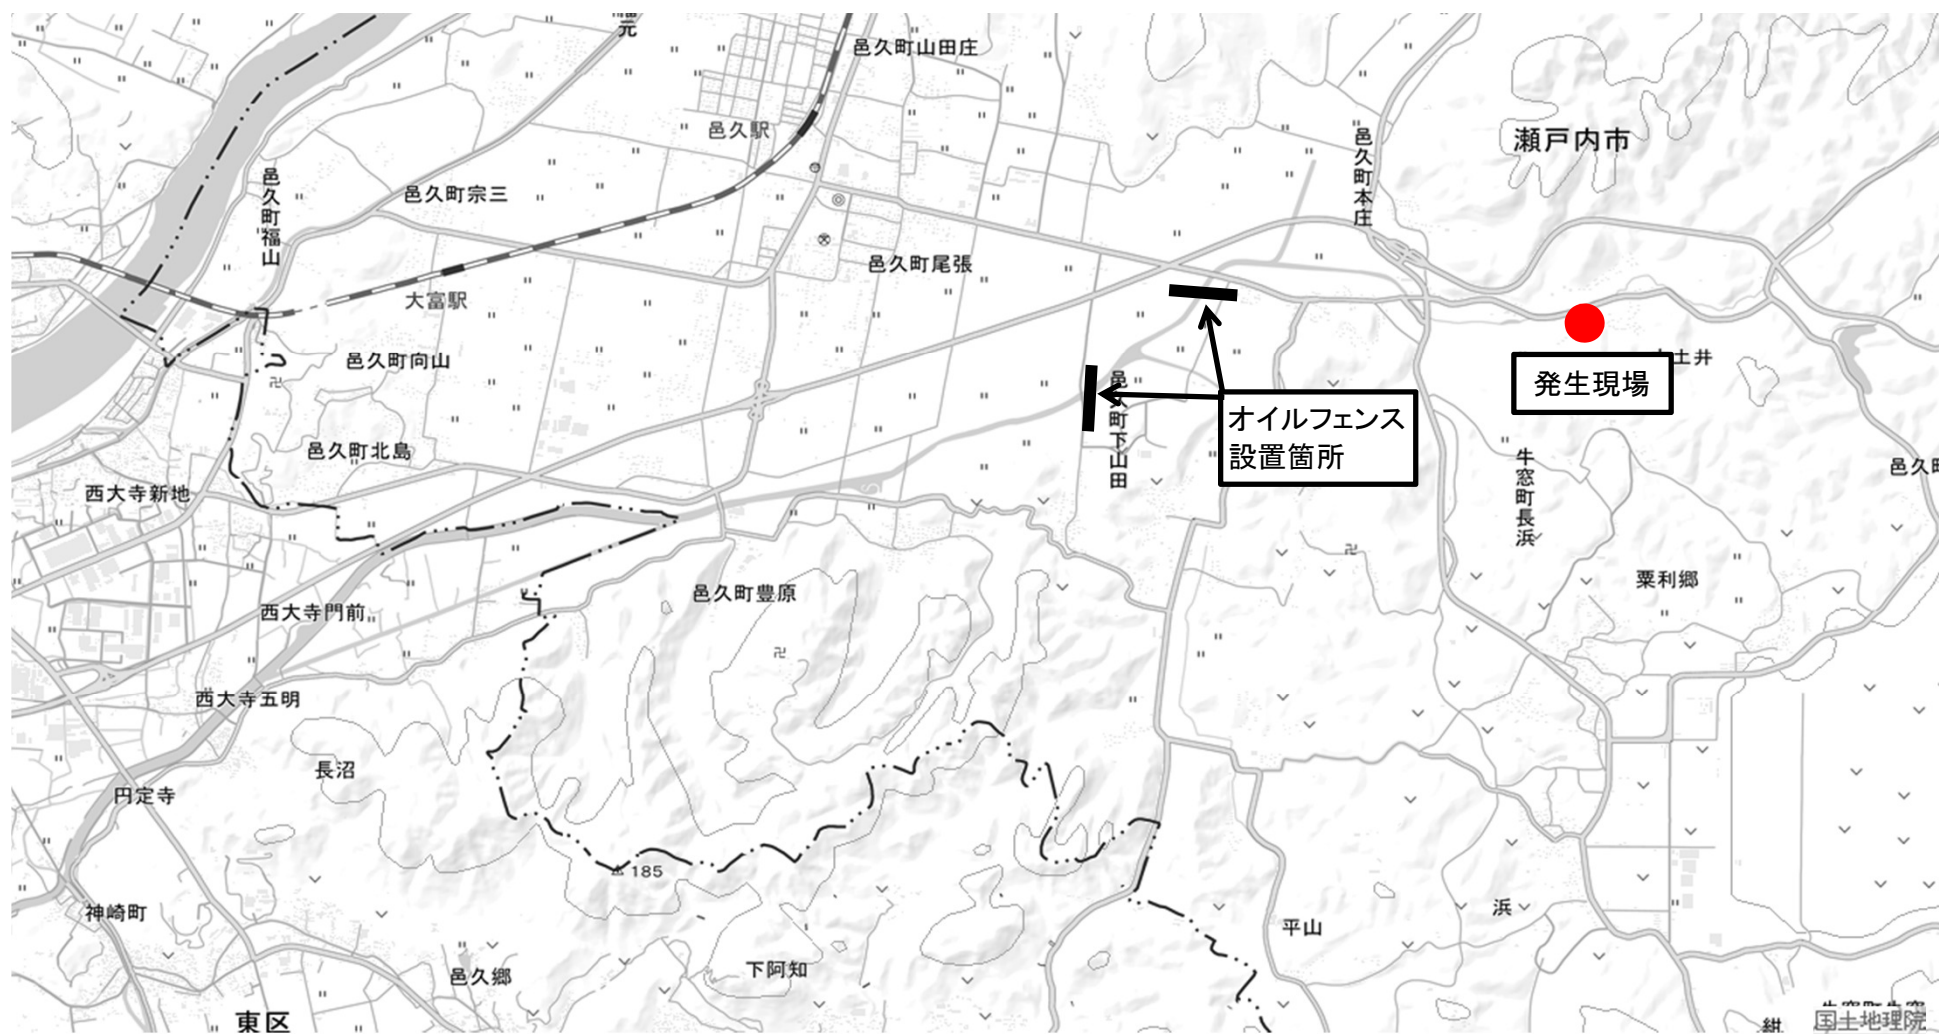 邑久町山田庄
邑久駅
瀬戸内市
邑久町本庄
邑久町福山
邑久町宗三
邑久町尾張
大富駅
邑久町向山
土井
発生現場
邑久町下山田
オイルフェンス
設置箇所
邑久町北島
西大寺新地
牛窓町長浜
粟利郷
邑久町豊原
西大寺門前
西大寺五明
長沼
円定寺
185
神崎町
浜
平山
下阿知
邑久郷
東区
紺
国土地理院